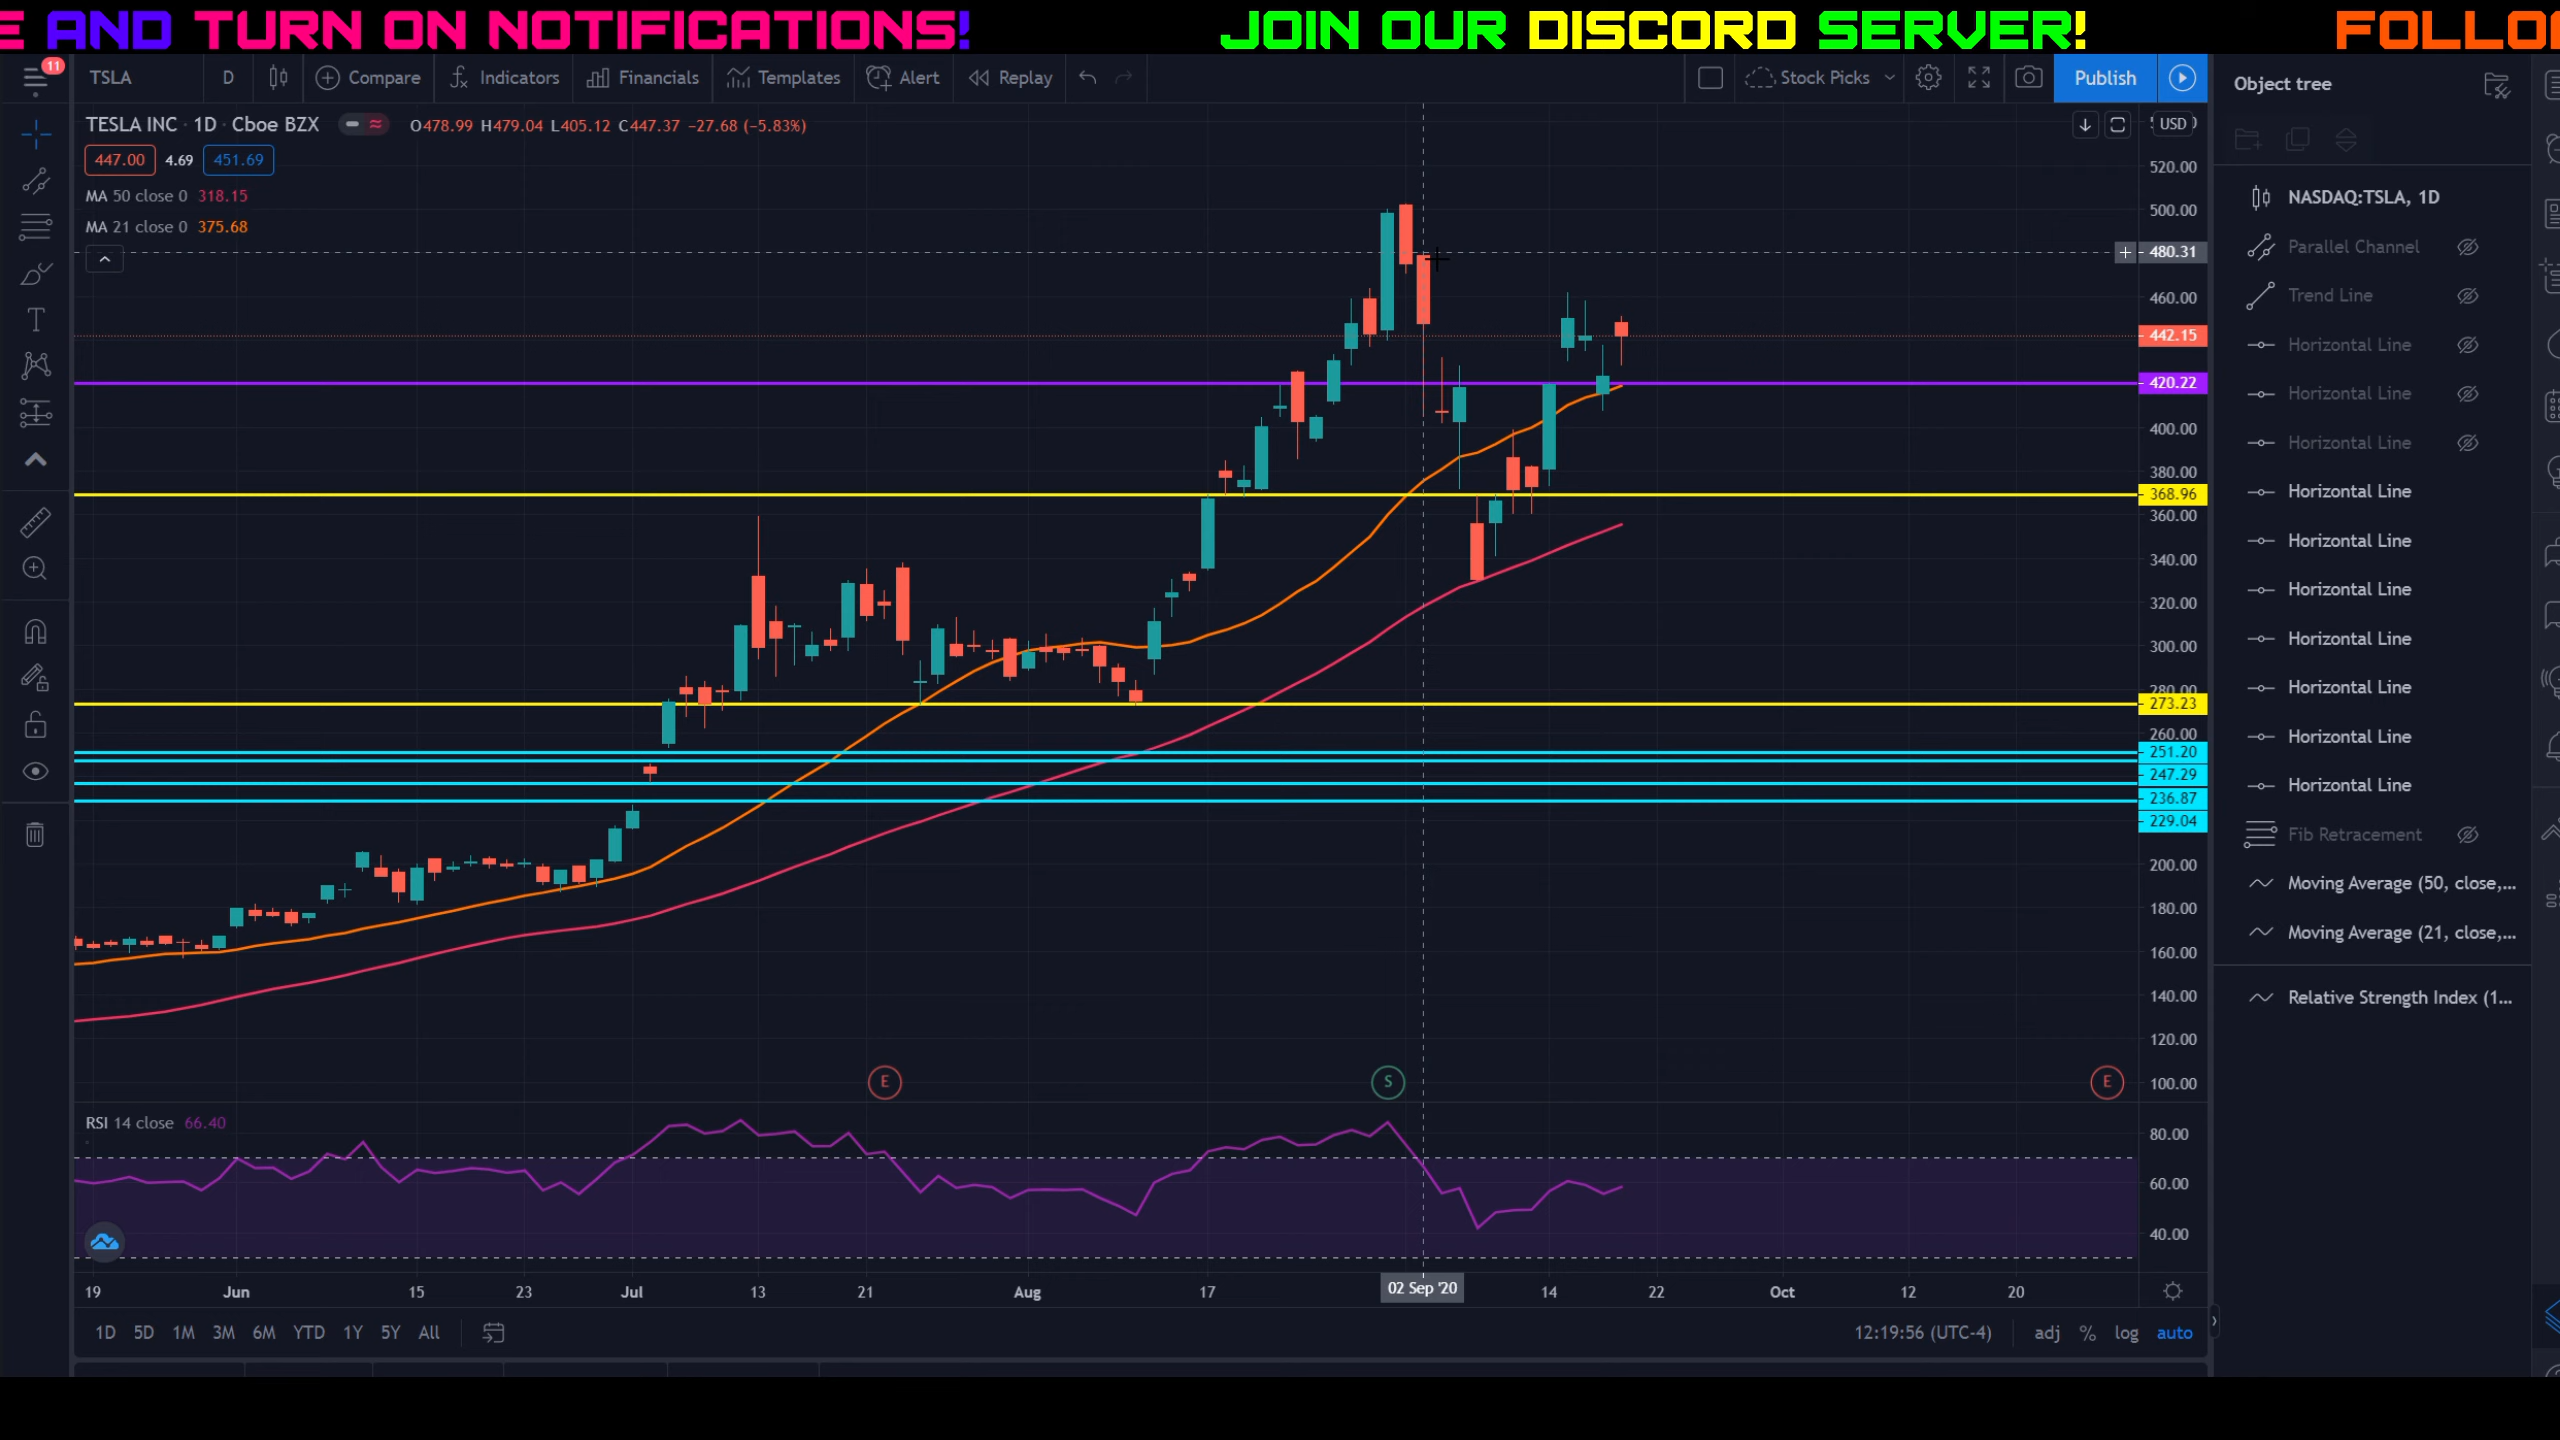 E AND TURN ON NOTIFICATIONS! JOIN OUR DISCORD SERVER! FOLLO
11
TSLA D Compare Indicators Financials Templates Alert Replay Stock Picks Publish
Object tree
TESLA INC · 1D · Cboe BZX O478.99 H479.04 L405.12 C447.37 −27.68 (−5.83%)
USD
447.00 4.69 451.69
MA 50 close 0 318.15
MA 21 close 0 375.68
520.00
500.00
480.31
460.00
442.15
420.22
400.00
380.00
368.96
360.00
340.00
320.00
300.00
280.00
273.23
260.00
251.20
247.29
236.87
229.04
200.00
180.00
160.00
140.00
120.00
100.00
E S E
RSI 14 close 66.40
80.00
60.00
40.00
19 Jun 15 23 Jul 13 21 Aug 17 02 Sep '20 14 22 Oct 12 20
1D 5D 1M 3M 6M YTD 1Y 5Y All
12:19:56 (UTC-4) adj % log auto
NASDAQ:TSLA, 1D
Parallel Channel
Trend Line
Horizontal Line
Horizontal Line
Horizontal Line
Horizontal Line
Horizontal Line
Horizontal Line
Horizontal Line
Horizontal Line
Horizontal Line
Horizontal Line
Fib Retracement
Moving Average (50, close,...
Moving Average (21, close,...
Relative Strength Index (1...